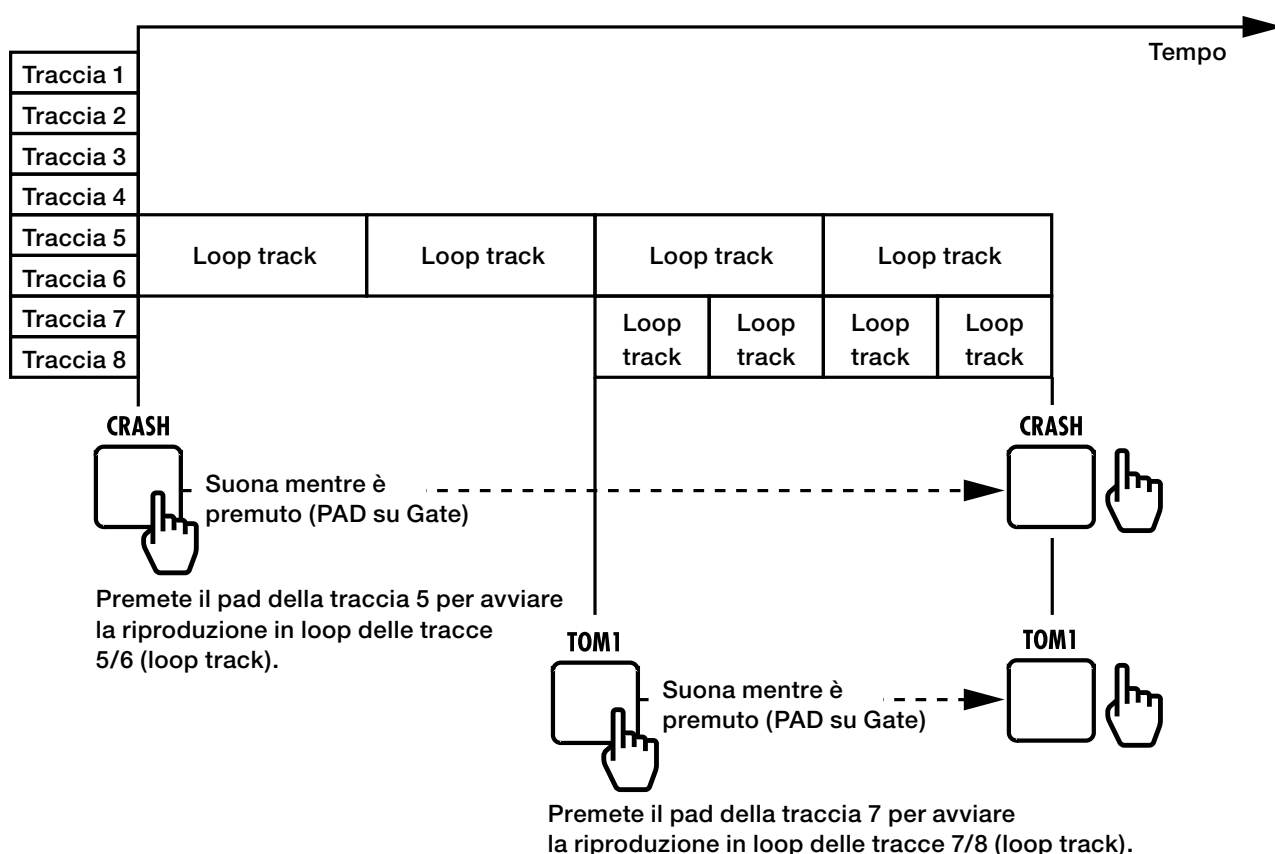 Tempo
Traccia 1
Traccia 2
Traccia 3
Traccia 4
Traccia 5
Traccia 6
Traccia 7
Traccia 8
Loop track
Loop track
Loop track
Loop track
Loop
track
Loop
track
Loop
track
Loop
track
CRASH
Suona mentre è
premuto (PAD su Gate)
CRASH
Premete il pad della traccia 5 per avviare
la riproduzione in loop delle tracce
5/6 (loop track).
TOM1
Suona mentre è
premuto (PAD su Gate)
TOM1
Premete il pad della traccia 7 per avviare
la riproduzione in loop delle tracce 7/8 (loop track).